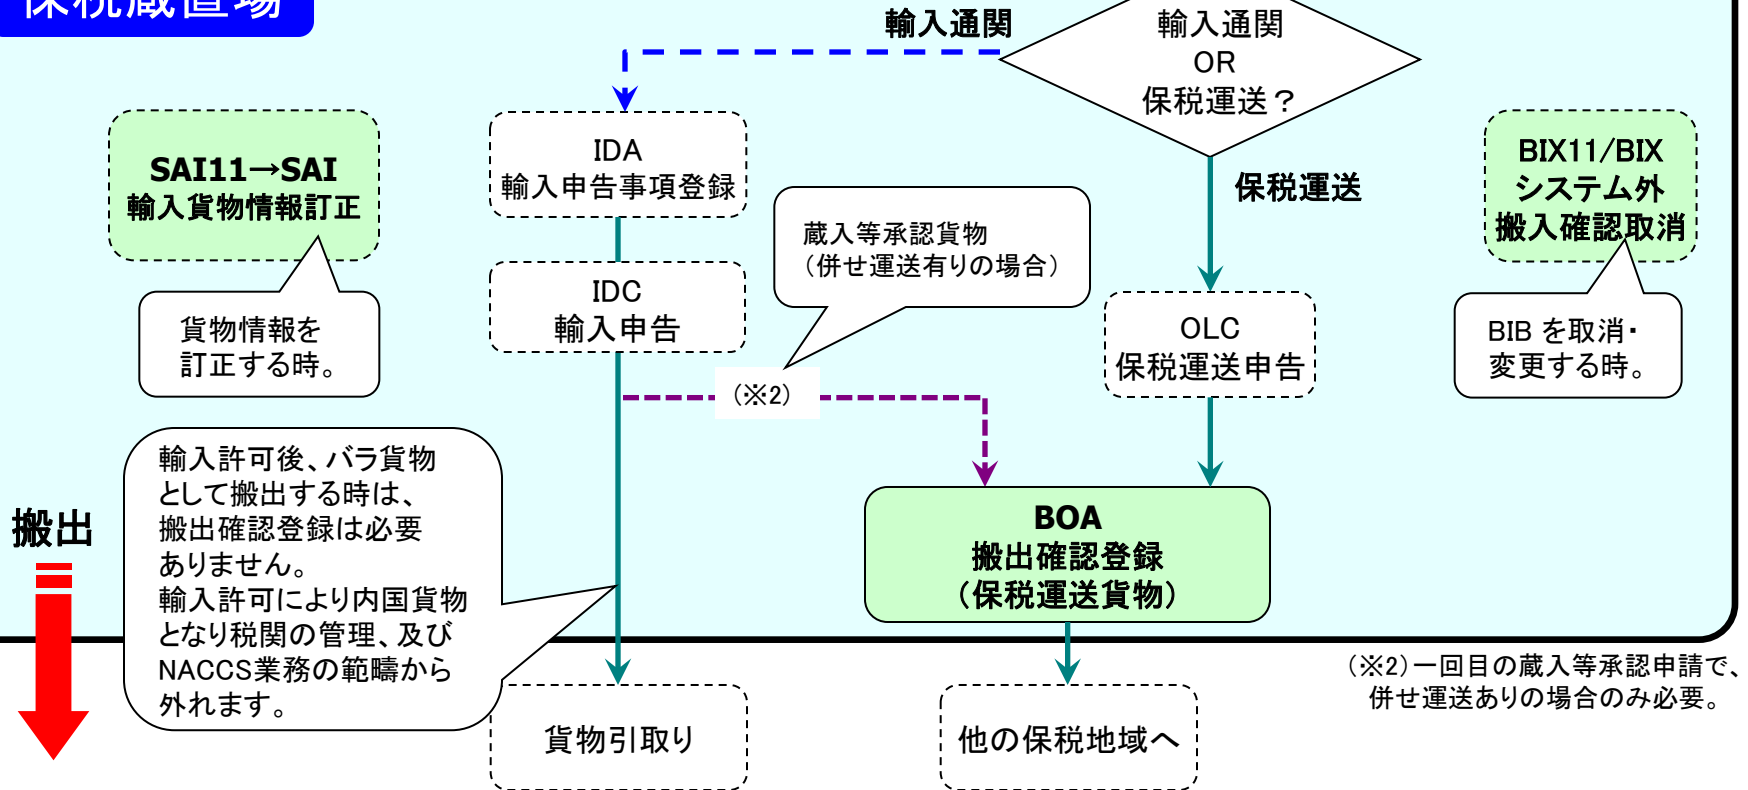 保税蔵置場
輸入通関
輸入通関
OR
保税運送？
IDA
輸入申告事項登録
SAI11→SAI
輸入貨物情報訂正
BIX11/BIX
システム外
搬入確認取消
保税運送
蔵入等承認貨物
（併せ運送有りの場合）
IDC
輸入申告
貨物情報を
訂正する時。
OLC
保税運送申告
BIB を取消・
変更する時。
（※2）
輸入許可後、バラ貨物
として搬出する時は、
搬出確認登録は必要
ありません。
輸入許可により内国貨物
となり税関の管理、及び
NACCS業務の範疇から
外れます。
搬出
BOA
搬出確認登録
（保税運送貨物）
（※2）一回目の蔵入等承認申請で、
併せ運送ありの場合のみ必要。
貨物引取り
他の保税地域へ